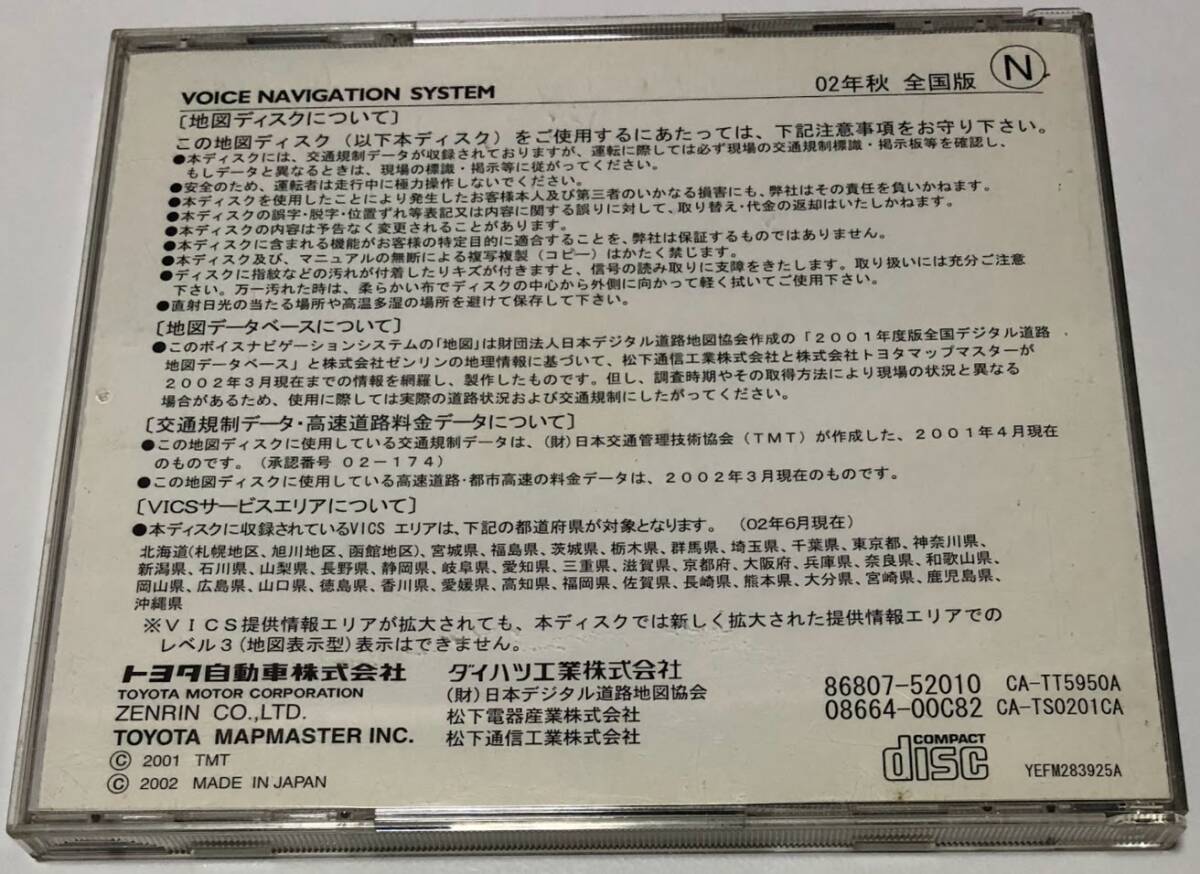 VOICE NAVIGATION SYSTEM 02年秋 全国版 Ⓝ
［地図ディスクについて］
この地図ディスク（以下本ディスク）をご使用するにあたっては、下記注意事項をお守り下さい。
●本ディスクには、交通規制データが収録されておりますが、運転に際しては必ず現場の交通規制標識・掲示板等を確認し、
もしデータと異なるときは、現場の標識・掲示等に従がってください。
●安全のため、運転者は走行中に極力操作しないでください。
●本ディスクを使用したことにより発生したお客様本人及び第三者のいかなる損害にも、弊社はその責任を負いかねます。
●本ディスクの誤字・脱字・位置ずれ等表記又は内容に関する誤りに対して、取り替え・代金の返却はいたしかねます。
●本ディスクの内容は予告なく変更されることがあります。
●本ディスクに含まれる機能がお客様の特定目的に適合することを、弊社は保証するものではありません。
●本ディスク及び、マニュアルの無断による複写複製（コピー）はかたく禁じます。
●ディスクに指紋などの汚れが付着したりキズが付きますと、信号の読み取りに支障をきたします。取り扱いには充分ご注意
下さい。万一汚れた時は、柔らかい布でディスクの中心から外側に向かって軽く拭いてご使用下さい。
●直射日光の当たる場所や高温多湿の場所を避けて保存して下さい。
［地図データベースについて］
●このボイスナビゲーションシステムの「地図」は財団法人日本デジタル道路地図協会作成の「2001年度版全国デジタル道路
地図データベース」と株式会社ゼンリンの地理情報に基づいて、松下通信工業株式会社と株式会社トヨタマップマスターが
2002年3月現在までの情報を網羅し、製作したものです。但し、調査時期やその取得方法により現場の状況と異なる
場合があるため、使用に際しては実際の道路状況および交通規制にしたがってください。
［交通規制データ・高速道路料金データについて］
●この地図ディスクに使用している交通規制データは、（財）日本交通管理技術協会（TMT）が作成した、2001年4月現在
のものです。（承認番号 02－174）
●この地図ディスクに使用している高速道路・都市高速の料金データは、2002年3月現在のものです。
［VICSサービスエリアについて］
●本ディスクに収録されているVICS エリアは、下記の都道府県が対象となります。（02年6月現在）
北海道（札幌地区、旭川地区、函館地区）、宮城県、福島県、茨城県、栃木県、群馬県、埼玉県、千葉県、東京都、神奈川県、
新潟県、石川県、山梨県、長野県、静岡県、岐阜県、愛知県、三重県、滋賀県、京都府、大阪府、兵庫県、奈良県、和歌山県、
岡山県、広島県、山口県、徳島県、香川県、愛媛県、高知県、福岡県、佐賀県、長崎県、熊本県、大分県、宮崎県、鹿児島県、
沖縄県
※VICS提供情報エリアが拡大されても、本ディスクでは新しく拡大された提供情報エリアでの
レベル3（地図表示型）表示はできません。
トヨタ自動車株式会社 ダイハツ工業株式会社
TOYOTA MOTOR CORPORATION （財）日本デジタル道路地図協会 86807-52010 CA-TT5950A
ZENRIN CO.,LTD. 松下電器産業株式会社 08664-00C82 CA-TS0201CA
TOYOTA MAPMASTER INC. 松下通信工業株式会社
© 2001 TMT
© 2002 MADE IN JAPAN
COMPACT
disc
YEFM283925A